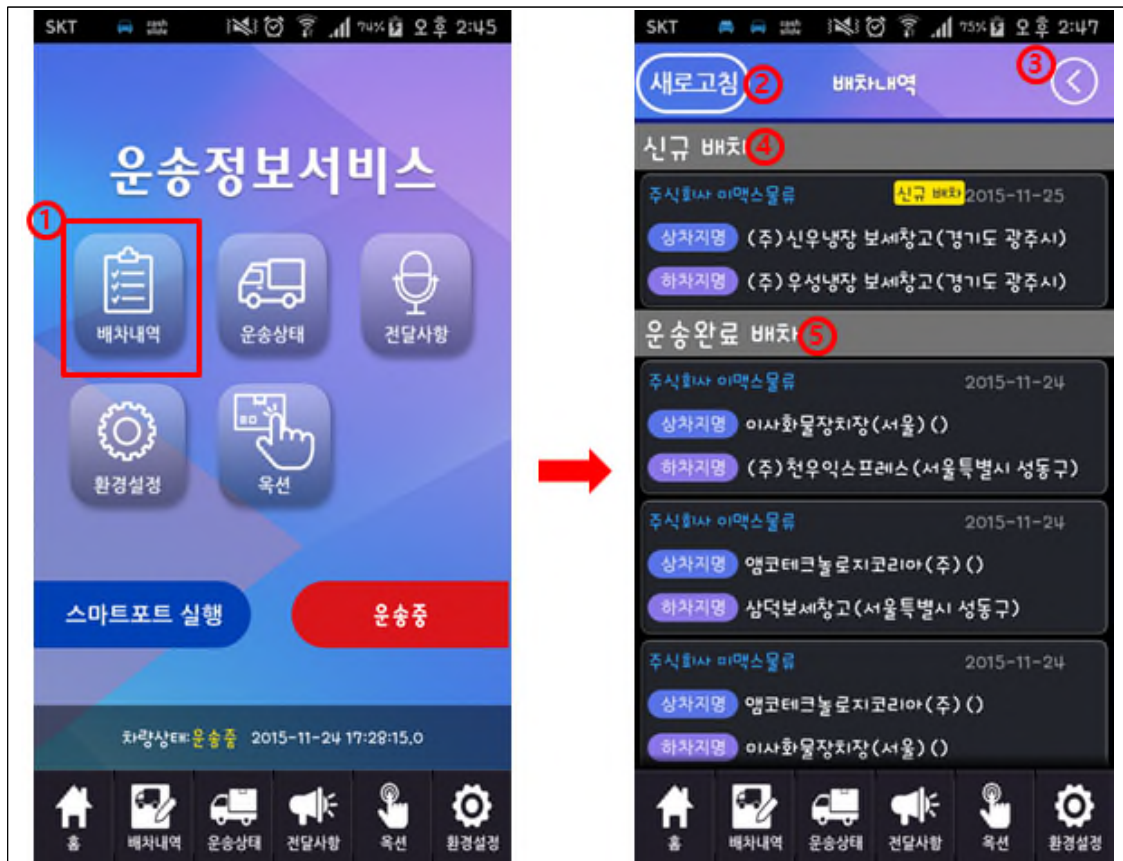 SKT cash slide 74% 오후 2:45
운송정보서비스
①
배차내역 운송상태 전달사항
환경설정 옥션
스마트포트 실행 운송중
차량상태:운송중 2015-11-24 17:28:15.0
홈 배차내역 운송상태 전달사항 옥션 환경설정
SKT cash slide 75% 오후 2:47
새로고침 ② 배차내역 ③
신규 배차 ④
주식회사 이맥스물류 신규 배차 2015-11-25
상차지명 (주)신우냉장 보세창고(경기도 광주시)
하차지명 (주)우성냉장 보세창고(경기도 광주시)
운송완료 배차 ⑤
주식회사 이맥스물류 2015-11-24
상차지명 이사화물장치장(서울)()
하차지명 (주)천우익스프레스(서울특별시 성동구)
주식회사 이맥스물류 2015-11-24
상차지명 앰코테크놀로지코리아(주)()
하차지명 삼덕보세창고(서울특별시 성동구)
주식회사 이맥스물류 2015-11-24
상차지명 앰코테크놀로지코리아(주)()
하차지명 이사화물장치장(서울)()
홈 배차내역 운송상태 전달사항 옥션 환경설정